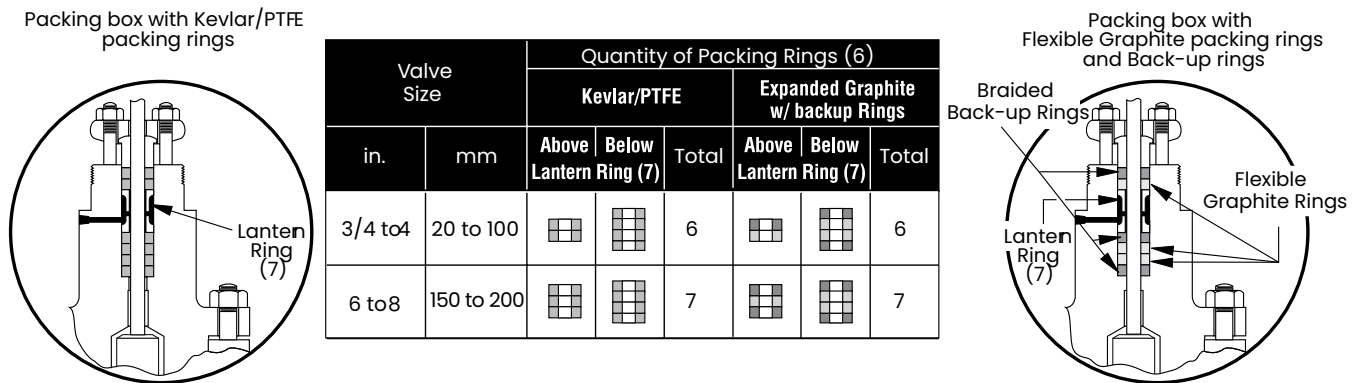 Packing box with Kevlar/PTFE
packing rings
Lantern
Ring
(7)
Valve
Size
Quantity of Packing Rings (6)
Kevlar/PTFE
Expanded Graphite
w/ backup Rings
in.
mm
Above | Below
Lantern Ring (7)
Total
Above | Below
Lantern Ring (7)
Total
3/4 to4
20 to 100
6
6
6 to8
150 to 200
7
7
Packing box with
Flexible Graphite packing rings
and Back-up rings
Braided
Back-up Rings
Flexible
Graphite Rings
Lantern
Ring
(7)